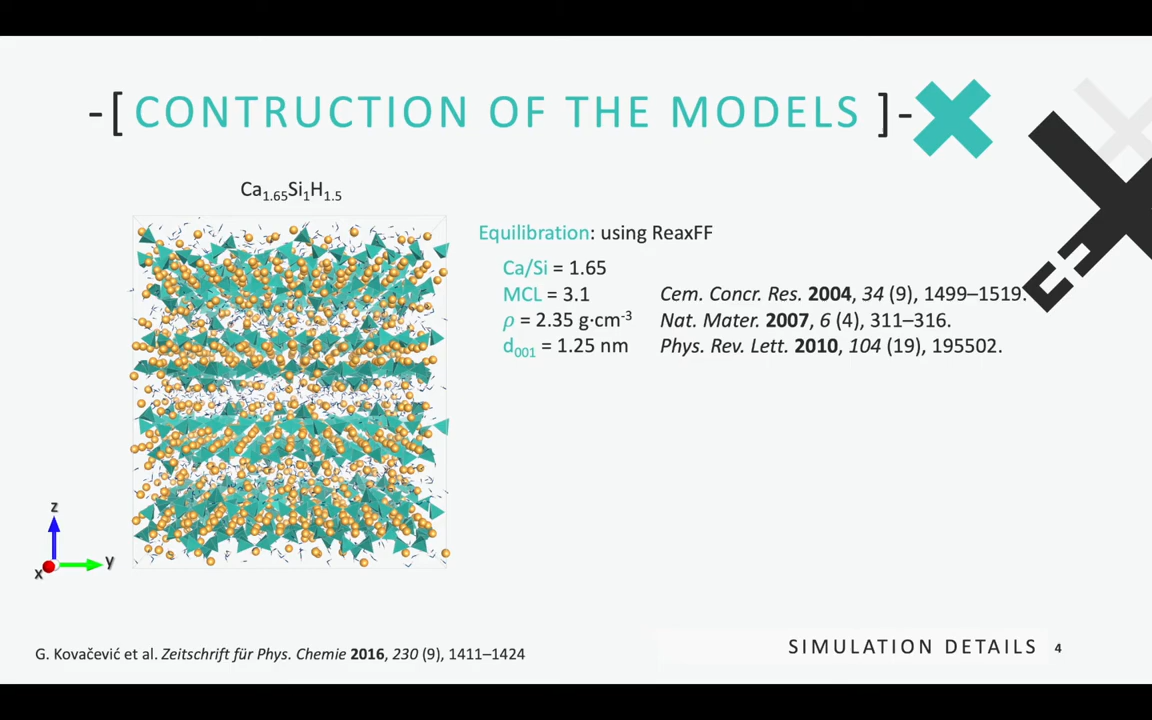 -[ CONTRUCTION OF THE MODELS ]-
Ca1.65Si1H1.5
Equilibration: using ReaxFF
Ca/Si = 1.65
MCL = 3.1 Cem. Concr. Res. 2004, 34 (9), 1499–1519.
ρ = 2.35 g·cm-3 Nat. Mater. 2007, 6 (4), 311–316.
d001 = 1.25 nm Phys. Rev. Lett. 2010, 104 (19), 195502.
z
y
x
G. Kovačević et al. Zeitschrift für Phys. Chemie 2016, 230 (9), 1411–1424
SIMULATION DETAILS 4